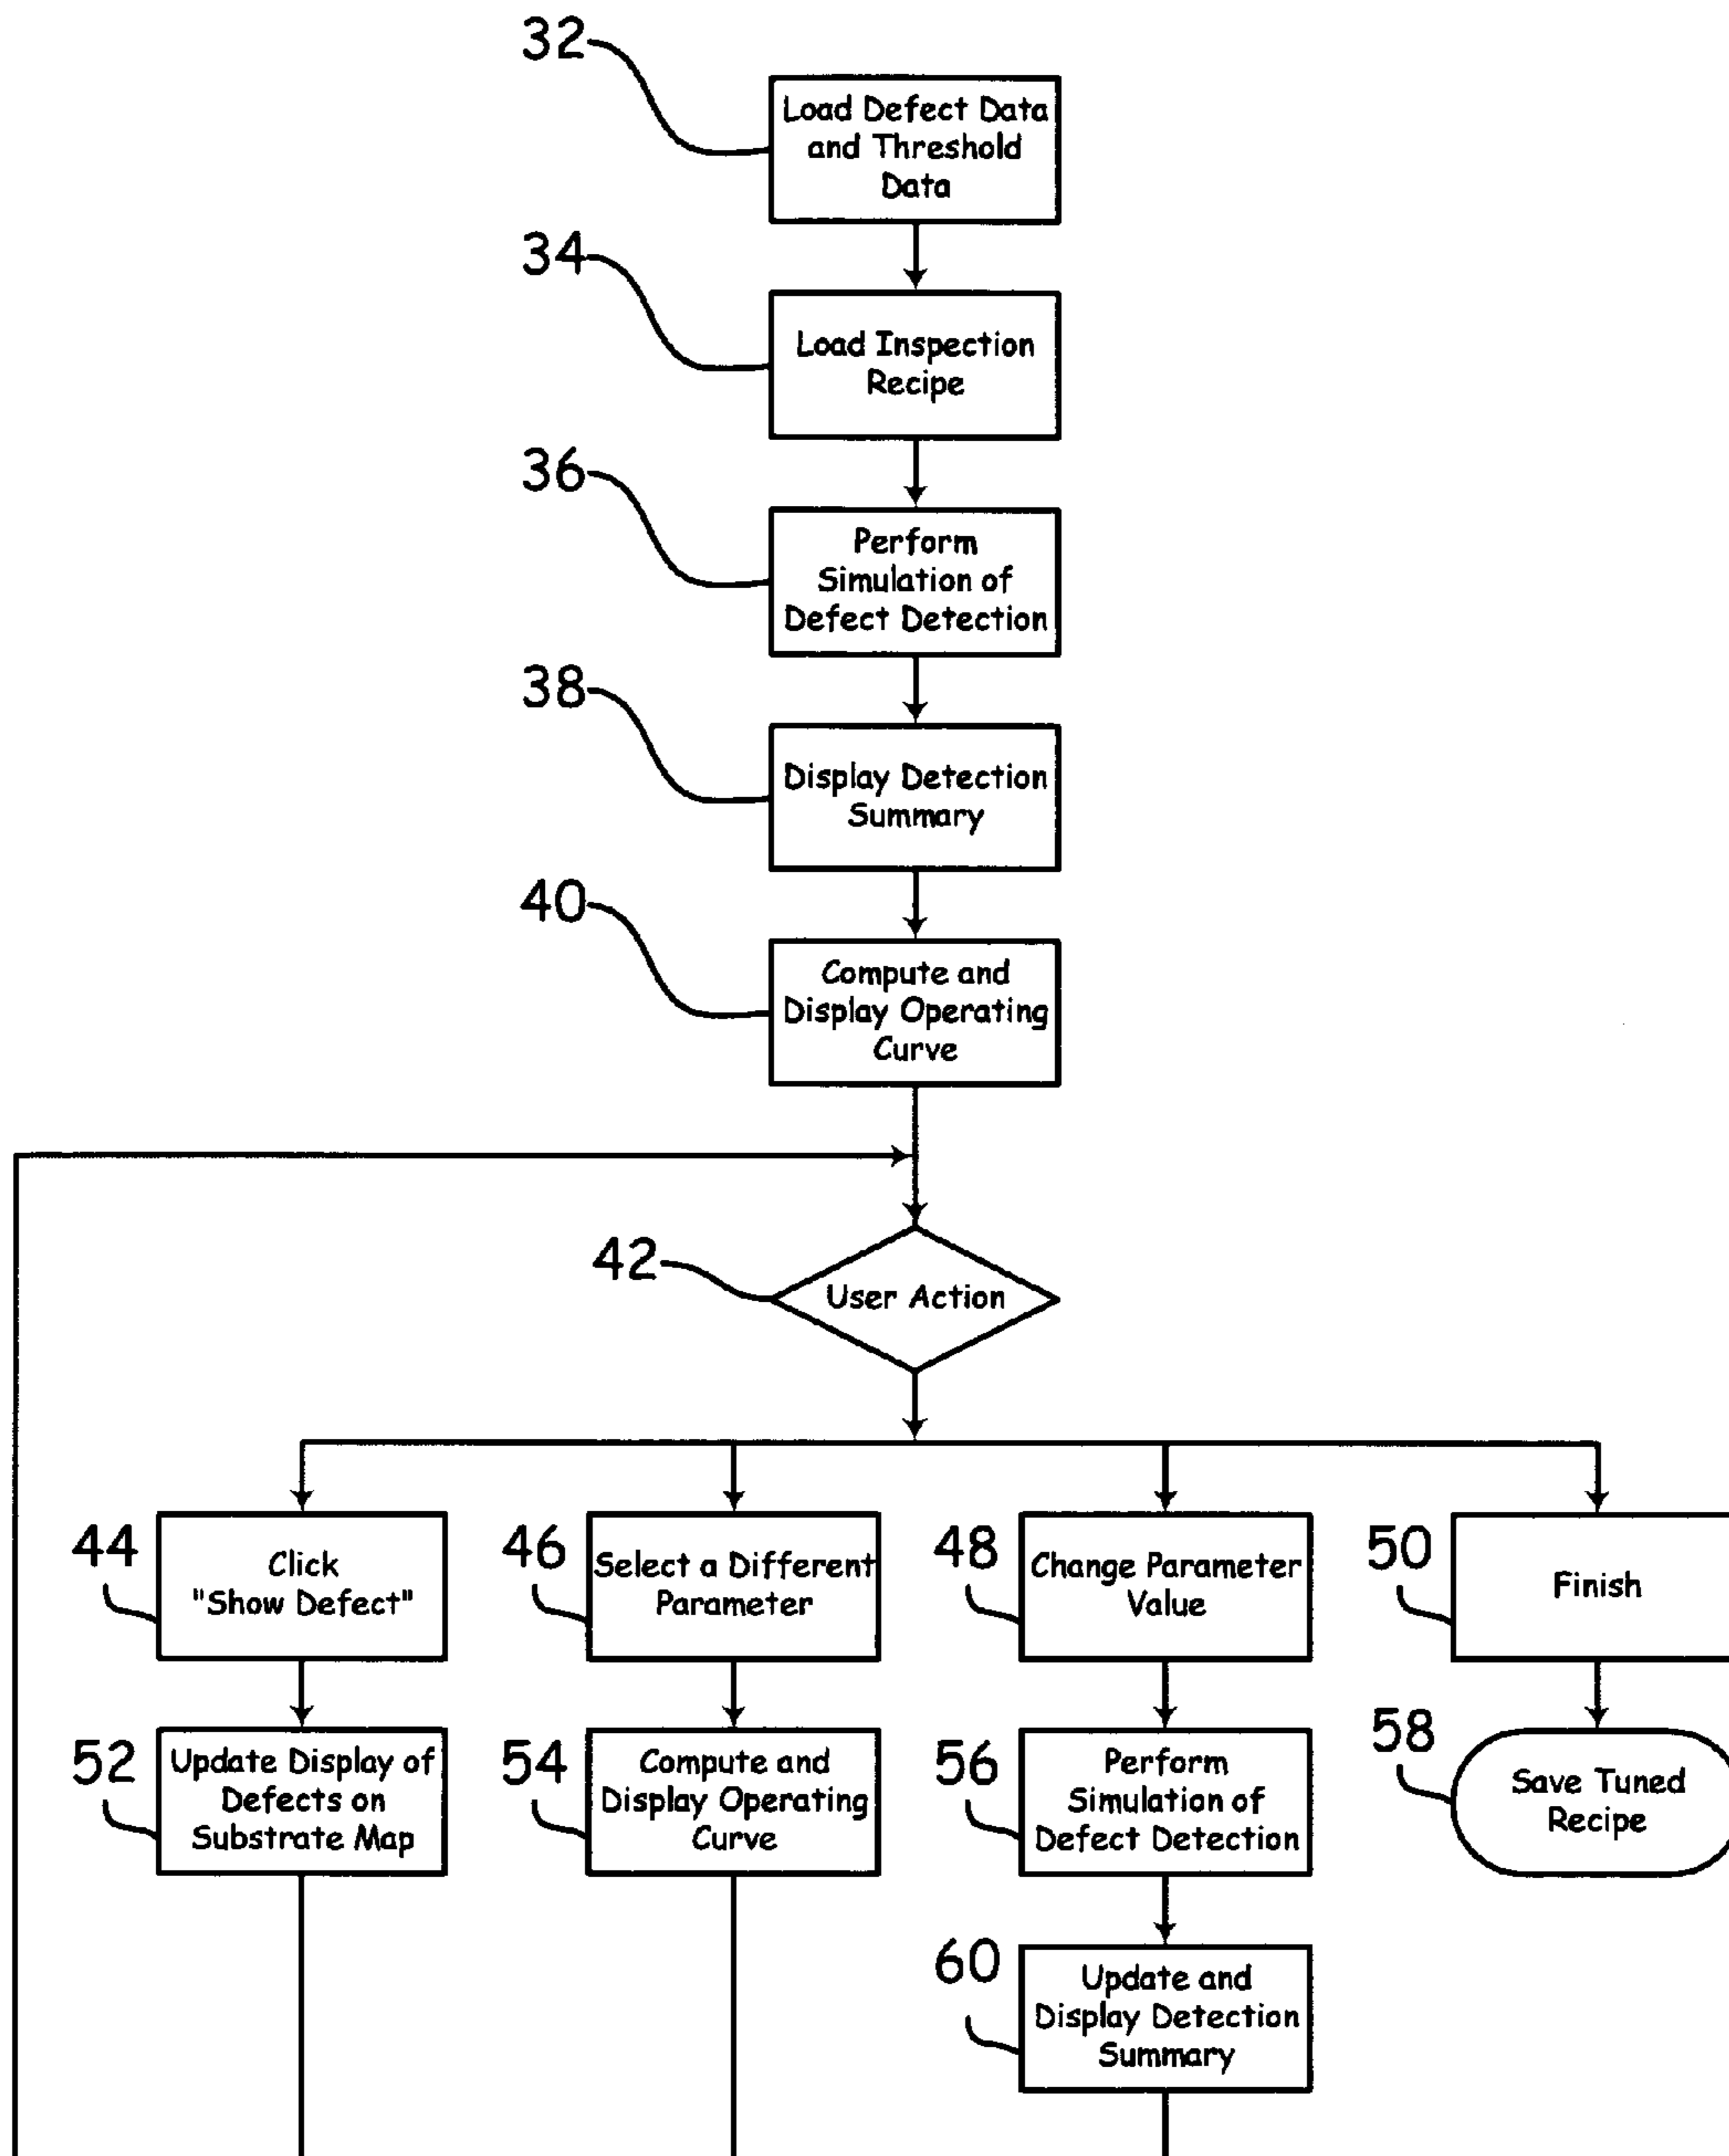 32
Load Defect Data
and Threshold
Data
34
Load Inspection
Recipe
36
Perform
Simulation of
Defect Detection
38
Display Detection
Summary
40
Compute and
Display Operating
Curve
42
User Action
44
Click
"Show Defect"
46
Select a Different
Parameter
48
Change Parameter
Value
50
Finish
52
Update Display of
Defects on
Substrate Map
54
Compute and
Display Operating
Curve
56
Perform
Simulation of
Defect Detection
58
Save Tuned
Recipe
60
Update and
Display Detection
Summary